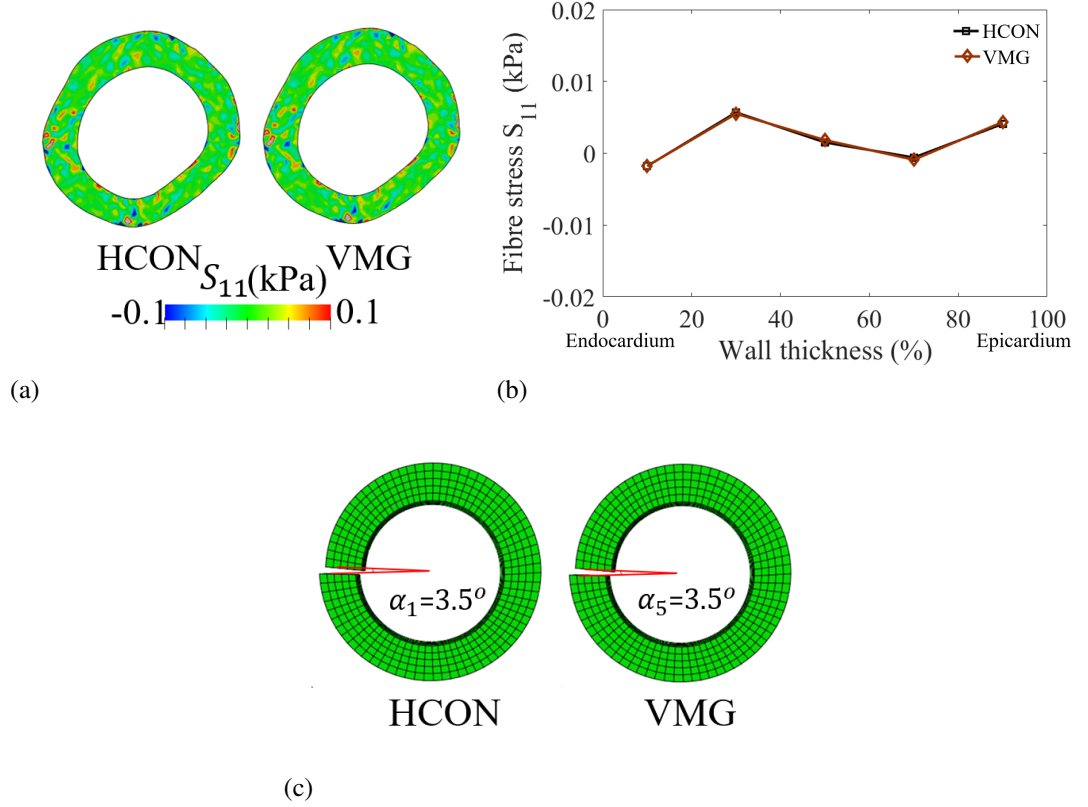 HCON VMG
S₁₁(kPa)
-0.1 0.1
(a)
0.02
0.01
0
-0.01
-0.02
Fibre stress S₁₁ (kPa)
HCON
VMG
0 20 40 60 80 100
Endocardium Epicardium
Wall thickness (%)
(b)
α₁=3.5ᵒ α₅=3.5ᵒ
HCON VMG
(c)